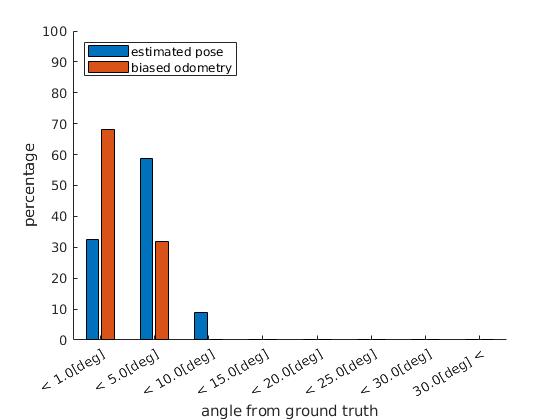 100
90
80
70
60
50
40
30
20
10
0
percentage
estimated pose
biased odometry
< 1.0[deg]
< 5.0[deg]
< 10.0[deg]
< 15.0[deg]
< 20.0[deg]
< 25.0[deg]
< 30.0[deg]
30.0[deg] <
angle from ground truth